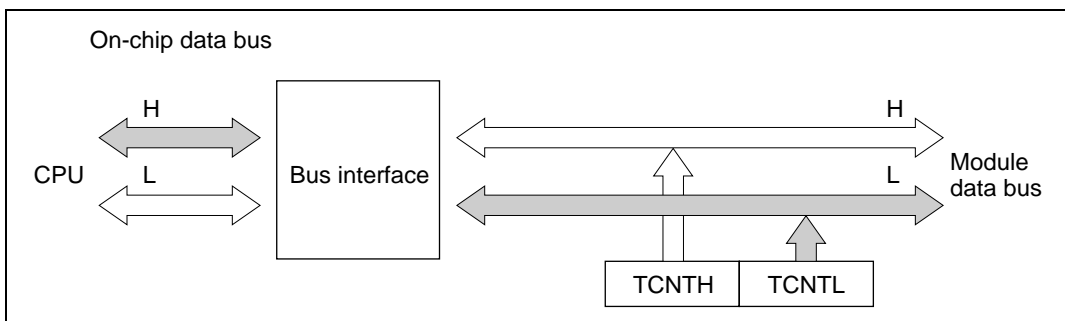 On-chip data bus
H
H
CPU
L
Bus interface
L
Module
data bus
TCNTH
TCNTL